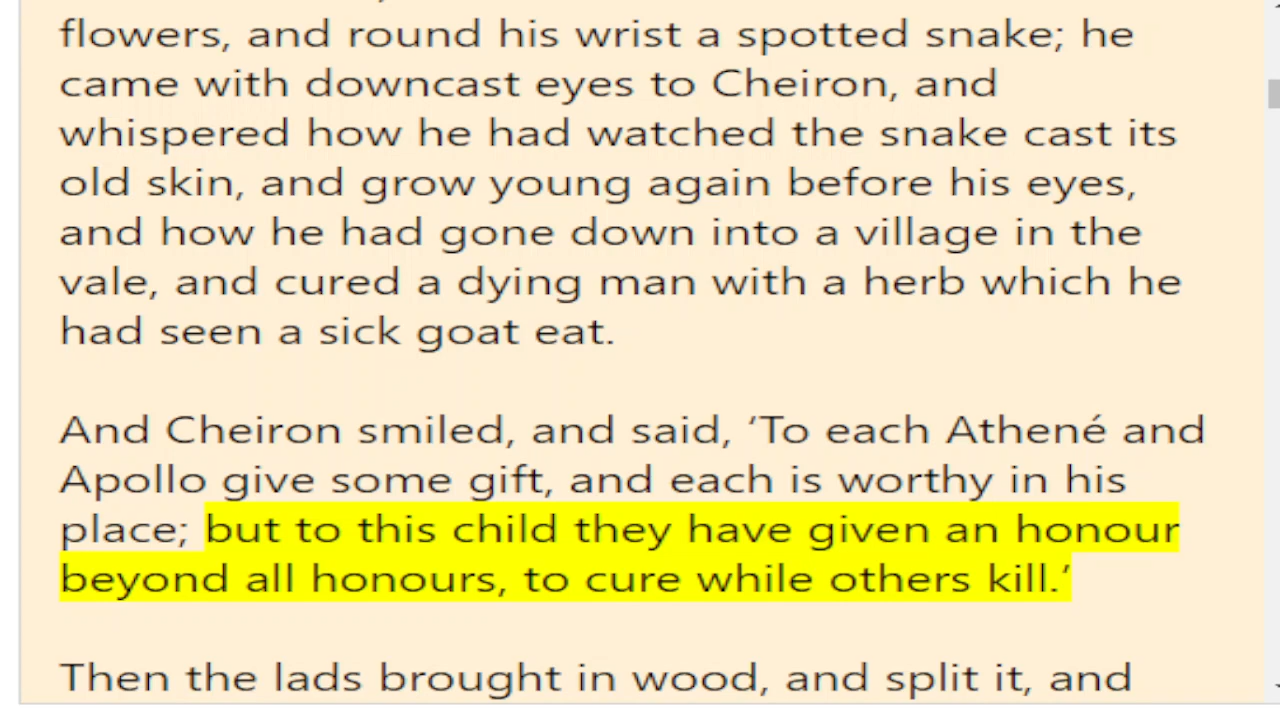 flowers, and round his wrist a spotted snake; he
came with downcast eyes to Cheiron, and
whispered how he had watched the snake cast its
old skin, and grow young again before his eyes,
and how he had gone down into a village in the
vale, and cured a dying man with a herb which he
had seen a sick goat eat.
And Cheiron smiled, and said, ‘To each Athené and
Apollo give some gift, and each is worthy in his
place; but to this child they have given an honour
beyond all honours, to cure while others kill.’
Then the lads brought in wood, and split it, and